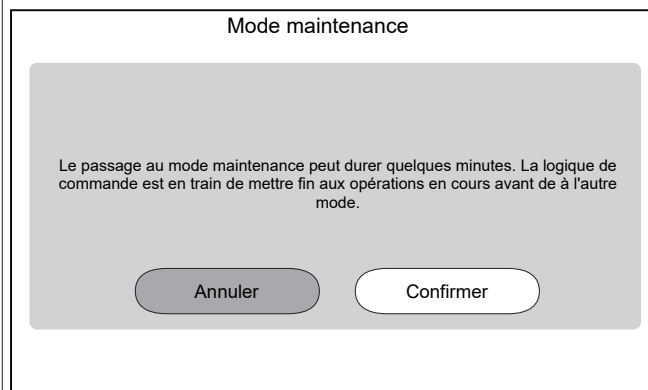 Mode maintenance
Le passage au mode maintenance peut durer quelques minutes. La logique de
commande est en train de mettre fin aux opérations en cours avant de à l'autre
mode.
Annuler
Confirmer